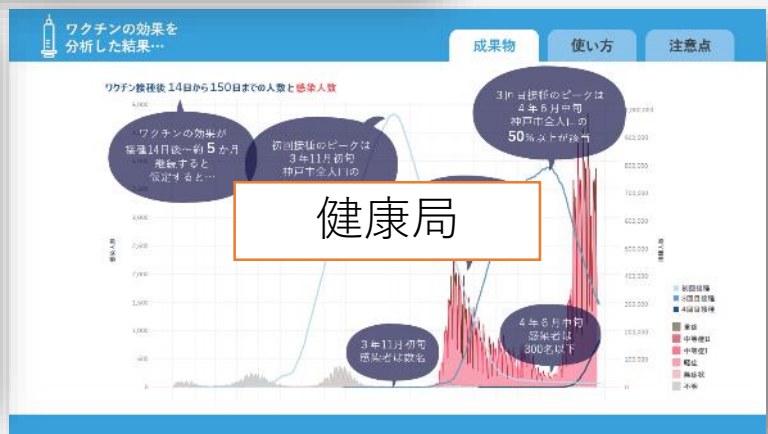 ワクチンの効果を
分析した結果…
成果物
使い方
注意点
ワクチン接種後14日から150日までの人数と感染人数
ワクチンの効果が
接種14日後～約5か月
継続すると
仮定すると…
初回接種のピークは
3年11月初旬
神戸市全人口の
3回目接種のピークは
4年6月中旬
神戸市全人口の
50%以上が該当
健康局
3年11月初旬
感染者は数名
4年6月中旬
感染者は
300名以下
感染人数
接種人数
初回接種
3回目接種
4回目接種
重症
中等症II
中等症I
軽症
無症状
不明